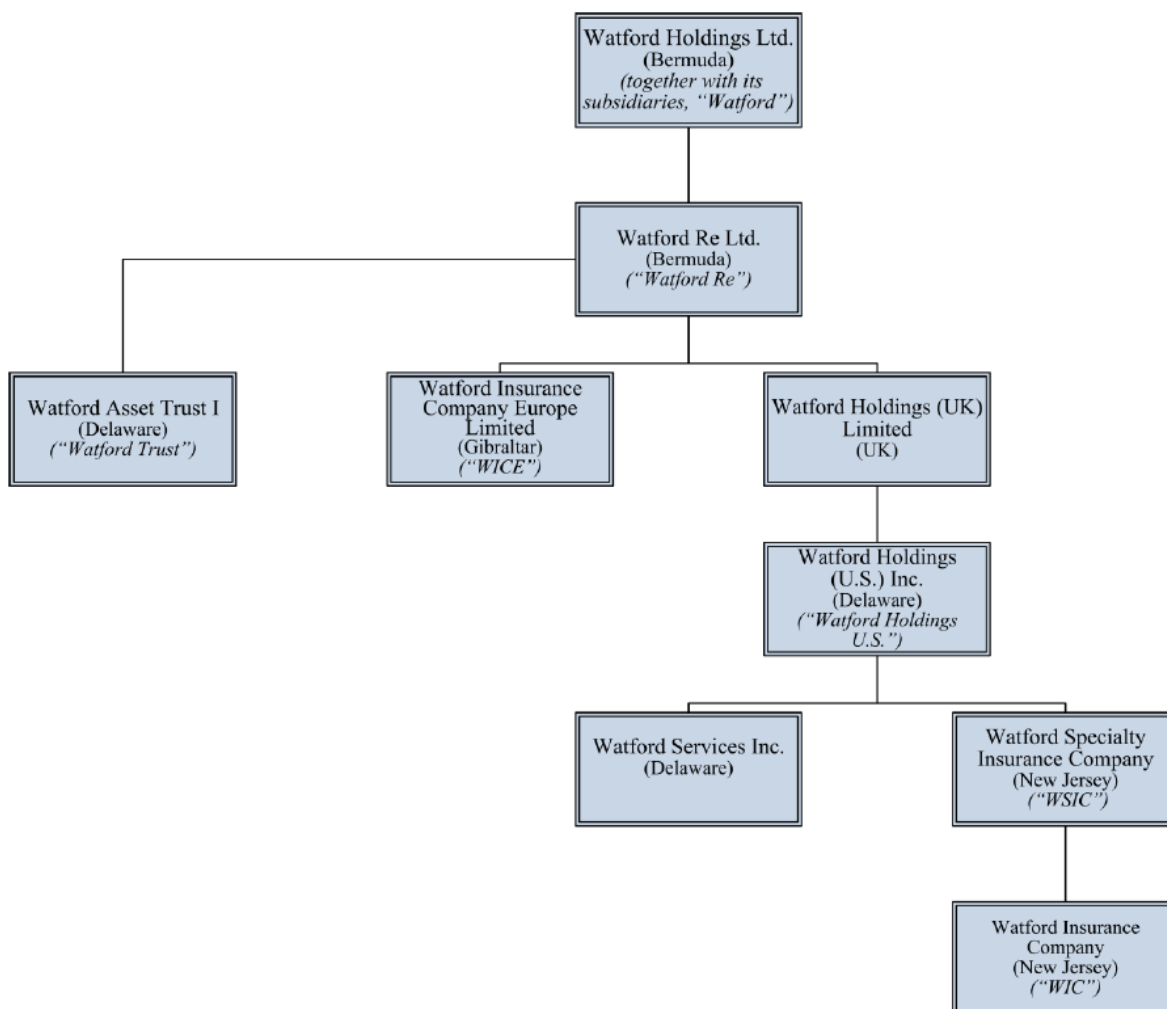 Watford Holdings Ltd.
(Bermuda)
(together with its
subsidiaries, “Watford”)
Watford Re Ltd.
(Bermuda)
(“Watford Re”)
Watford Asset Trust I
(Delaware)
(“Watford Trust”)
Watford Insurance
Company Europe
Limited
(Gibraltar)
(“WICE”)
Watford Holdings (UK)
Limited
(UK)
Watford Holdings
(U.S.) Inc.
(Delaware)
(“Watford Holdings
U.S.”)
Watford Services Inc.
(Delaware)
Watford Specialty
Insurance Company
(New Jersey)
(“WSIC”)
Watford Insurance
Company
(New Jersey)
(“WIC”)